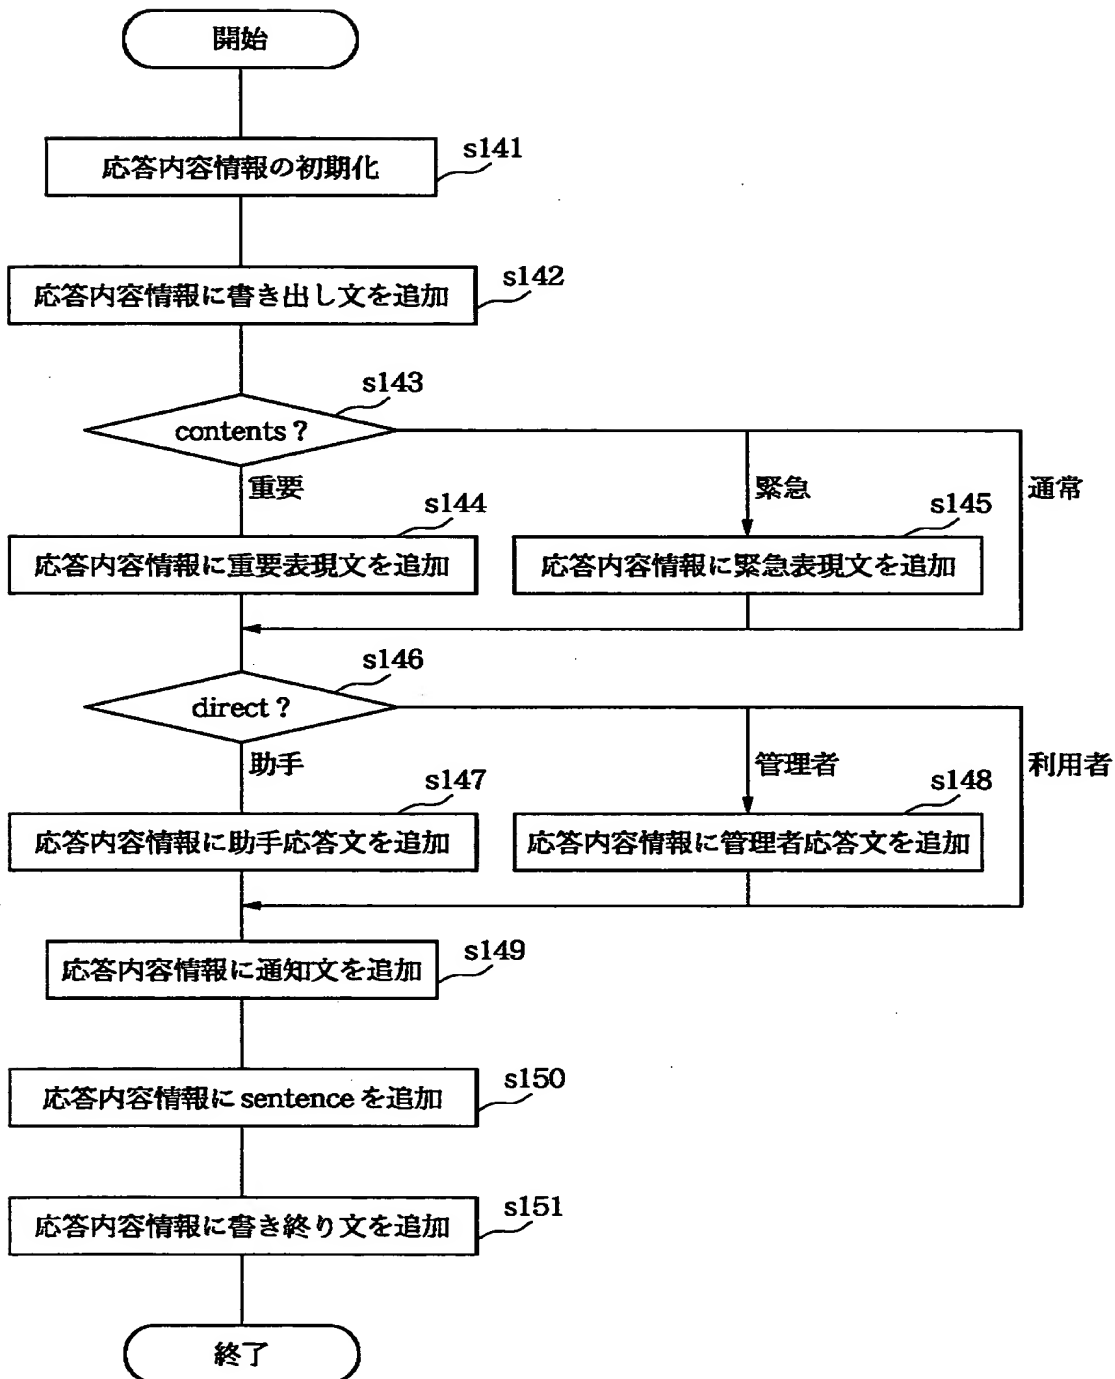 開始
応答内容情報の初期化
s141
応答内容情報に書き出し文を追加
s142
contents？
s143
重要
緊急
通常
応答内容情報に重要表現文を追加
s144
応答内容情報に緊急表現文を追加
s145
direct？
s146
助手
管理者
利用者
応答内容情報に助手応答文を追加
s147
応答内容情報に管理者応答文を追加
s148
応答内容情報に通知文を追加
s149
応答内容情報に sentence を追加
s150
応答内容情報に書き終り文を追加
s151
終了